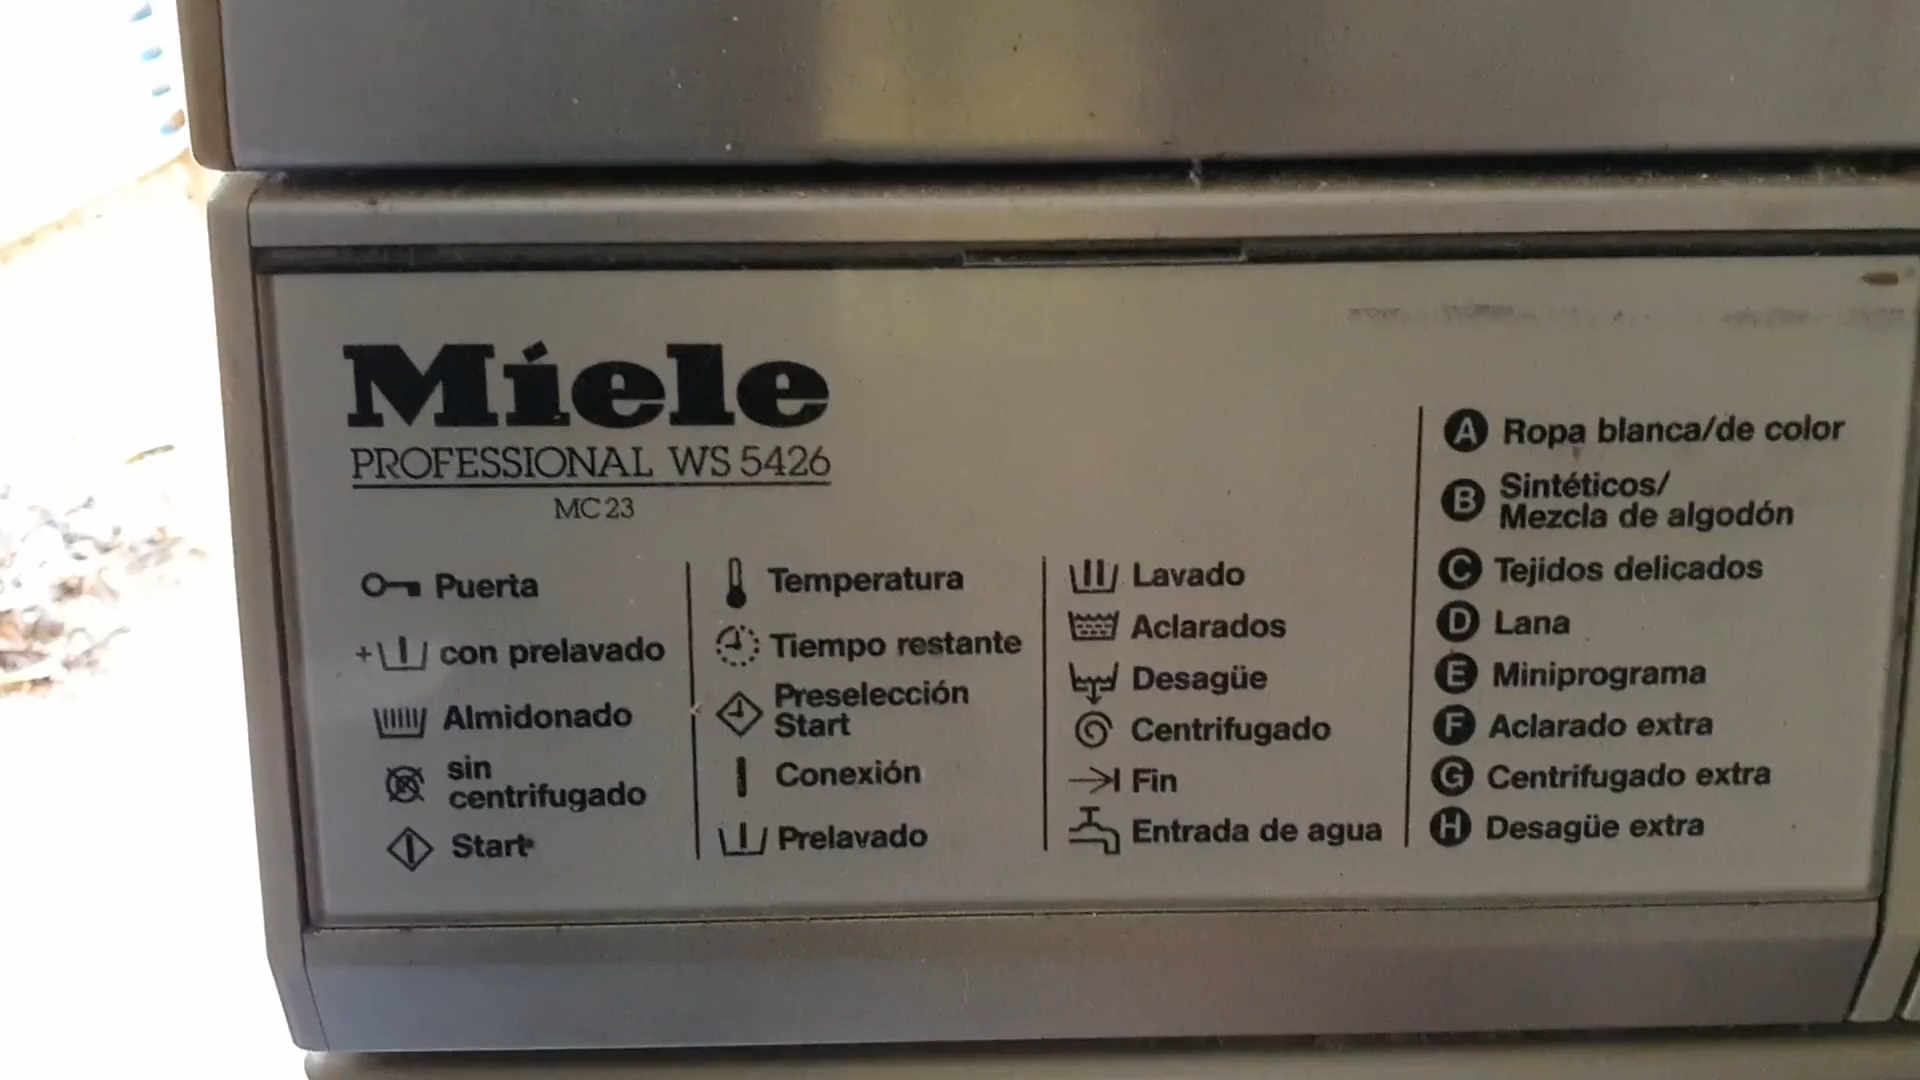 Miele
PROFESSIONAL WS 5426
MC 23
Puerta
+ con prelavado
Almidonado
sin
centrifugado
Start
Temperatura
Tiempo restante
Preselección
Start
Conexión
Prelavado
Lavado
Aclarados
Desagüe
Centrifugado
Fin
Entrada de agua
A Ropa blanca/de color
B Sintéticos/
Mezcla de algodón
C Tejidos delicados
D Lana
E Miniprograma
F Aclarado extra
G Centrifugado extra
H Desagüe extra